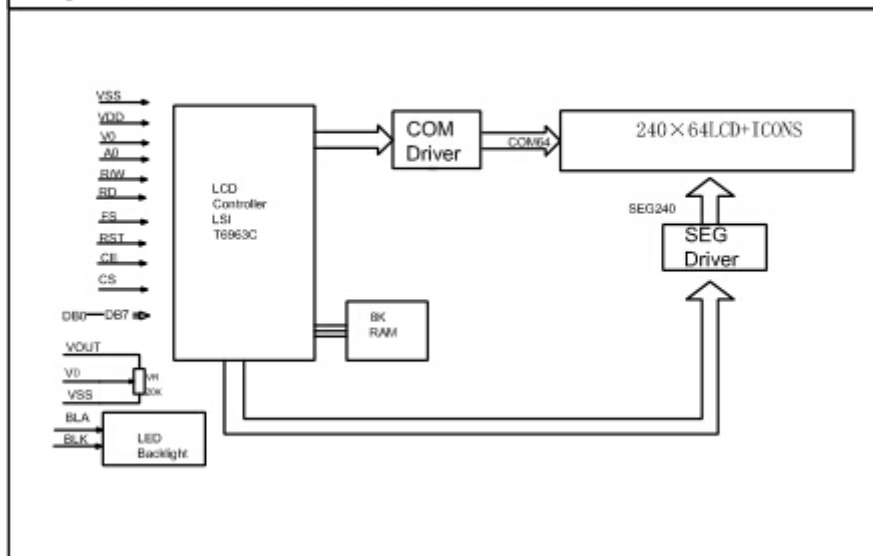 VSS
VDD
V0
A0
R/W
RD
FS
RST
CE
CS
DB0—DB7
VOUT
V0
VSS
VR
20K
BLA
BLK
LED
Backlight
LCD
Controller
LSI
T6963C
8K
RAM
COM
Driver
COM64
240×64LCD+ICONS
SEG240
SEG
Driver